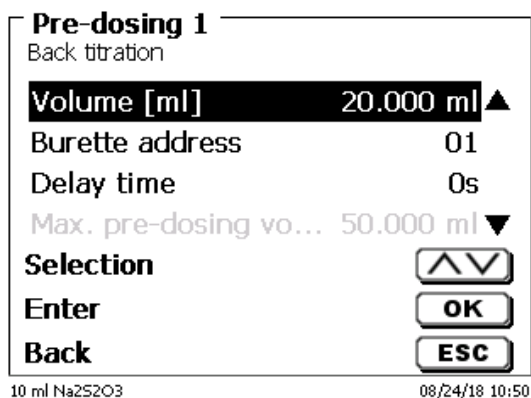 Pre-dosing 1
Back titration
Volume [ml] 20.000 ml
Burette address 01
Delay time 0s
Max. pre-dosing vo... 50.000 ml
Selection
Enter OK
Back ESC
10 ml Na2S2O3 08/24/18 10:50